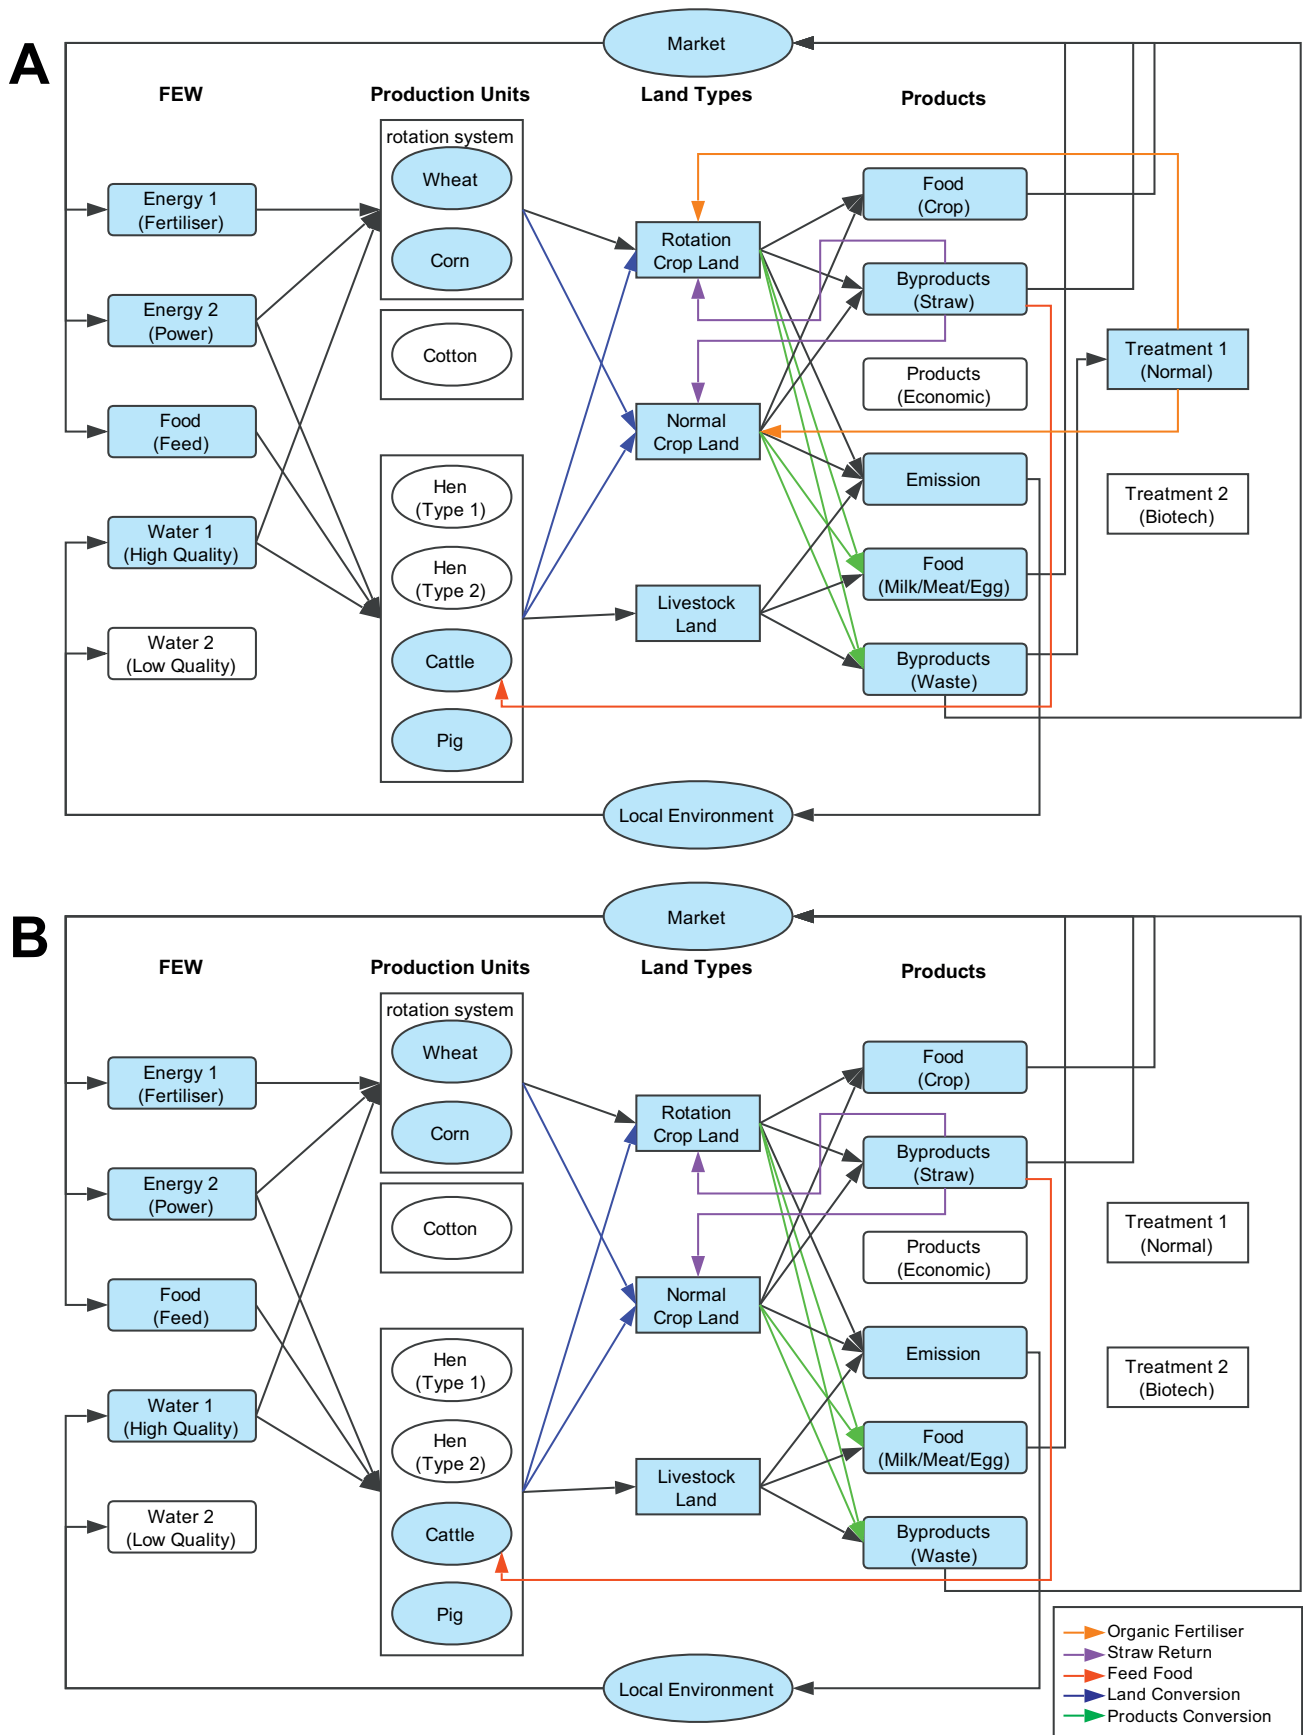 A
Market
FEW
Production Units
Land Types
Products
rotation system
Wheat
Corn
Cotton
Hen
(Type 1)
Hen
(Type 2)
Cattle
Pig
Energy 1
(Fertiliser)
Energy 2
(Power)
Food
(Feed)
Water 1
(High Quality)
Water 2
(Low Quality)
Rotation
Crop Land
Normal
Crop Land
Livestock
Land
Food
(Crop)
Byproducts
(Straw)
Products
(Economic)
Emission
Food
(Milk/Meat/Egg)
Byproducts
(Waste)
Treatment 1
(Normal)
Treatment 2
(Biotech)
Local Environment
B
Market
FEW
Production Units
Land Types
Products
rotation system
Wheat
Corn
Cotton
Hen
(Type 1)
Hen
(Type 2)
Cattle
Pig
Energy 1
(Fertiliser)
Energy 2
(Power)
Food
(Feed)
Water 1
(High Quality)
Water 2
(Low Quality)
Rotation
Crop Land
Normal
Crop Land
Livestock
Land
Food
(Crop)
Byproducts
(Straw)
Products
(Economic)
Emission
Food
(Milk/Meat/Egg)
Byproducts
(Waste)
Treatment 1
(Normal)
Treatment 2
(Biotech)
Local Environment
Organic Fertiliser
Straw Return
Feed Food
Land Conversion
Products Conversion